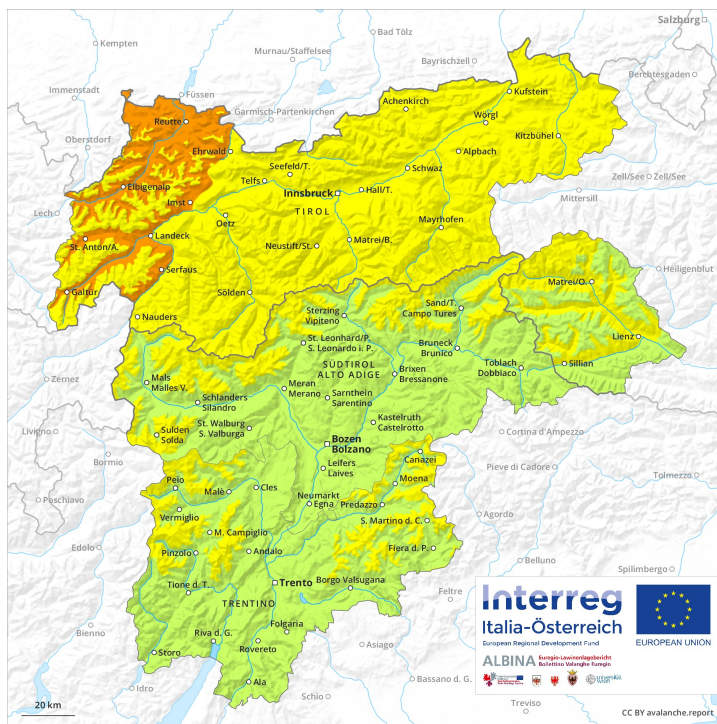 Salzburg
Bad Tölz
Kempten
Murnau/Staffelsee
Bayrischzell
Berchtesgaden
Immenstadt
Füssen
Achenkirch
Kufstein
Garmisch-Partenkirchen
Reutte
Wörgl
Kitzbühel
Oberstdorf
Ehrwald
Alpbach
Seefeld/T.
Schwaz
Zell/See
Zell/See
Telfs
Elbigenalp
Innsbruck
Hall/T.
Mittersill
Lech
Imst
TIROL
Oetz
Mayrhofen
St. Anton/A.
Landeck
Neustift/St.
Matrei/B.
Serfaus
Heiligenblut
Galtür
Sölden
Matrei/O.
Nauders
Sand/T.
Campo Tures
Sterzing
Vipiteno
Lienz
St. Leonhard/P.
S. Leonardo i. P.
Bruneck
Brunico
Toblach
Dobbiaco
Sillian
SÜDTIROL
ALTO ADIGE
Brixen
Bressanone
Zernez
Mals
Malles V.
Meran
Merano
Schlanders
Silandro
Sarnthein
Sarentino
St. Walburg
S. Valburga
Kastelruth
Castelrotto
Livigno
Sulden
Solda
Bozen
Bolzano
Cortina d'Ampezzo
Bormio
Canazei
Leifers
Laives
Pieve di Cadore
Tolmezzo
Peio
Cles
Moena
Poschiavo
Malè
Neumarkt
Egna
Predazzo
Vermiglio
Agordo
S. Martino d. C.
M. Campiglio
Edolo
Pinzolo
Andalo
Fiera d. P.
Belluno
Spilimbergo
Tione d. T.
Trento
Borgo Valsugana
Feltre
TRENTINO
Bienno
Folgaria
Riva d. G.
Storo
Rovereto
Asiago
Idro
Ala
Schio
Bassano d. G.
Treviso
20 km
Interreg
Italia-Österreich
European Regional Development Fund
EUROPEAN UNION
ALBINA
Euregio-Lawinenlagebericht
Bollettino Valanghe Euregio
CC BY avalanche.report